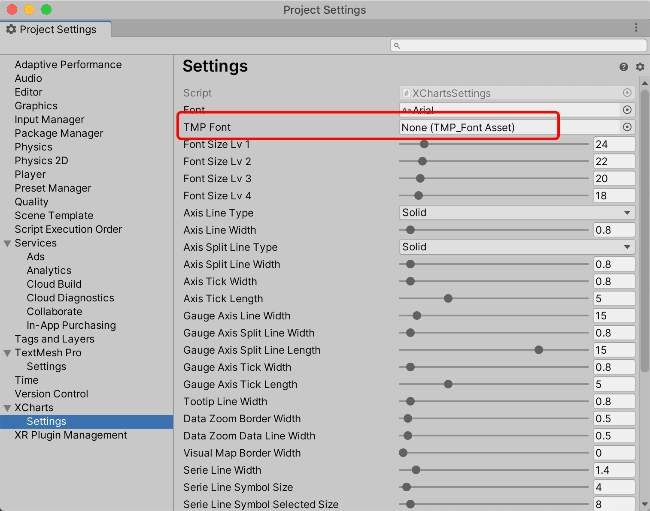 Project Settings
Project Settings
Adaptive Performance
Audio
Editor
Graphics
Input Manager
Package Manager
Physics
Physics 2D
Player
Preset Manager
Quality
Scene Template
Script Execution Order
Services
Ads
Analytics
Cloud Build
Cloud Diagnostics
Collaborate
In-App Purchasing
Tags and Layers
TextMesh Pro
Settings
Time
Version Control
XCharts
Settings
XR Plugin Management
Settings
Script XChartsSettings
Font Aa Arial
TMP Font None (TMP_Font Asset)
Font Size Lv 1 24
Font Size Lv 2 22
Font Size Lv 3 20
Font Size Lv 4 18
Axis Line Type Solid
Axis Line Width 0.8
Axis Split Line Type Solid
Axis Split Line Width 0.8
Axis Tick Width 0.8
Axis Tick Length 5
Gauge Axis Line Width 15
Gauge Axis Split Line Width 0.8
Gauge Axis Split Line Length 15
Gauge Axis Tick Width 0.8
Gauge Axis Tick Length 5
Tootip Line Width 0.8
Data Zoom Border Width 0.5
Data Zoom Data Line Width 0.5
Visual Map Border Width 0
Serie Line Width 1.4
Serie Line Symbol Size 4
Serie Line Symbol Selected Size 8